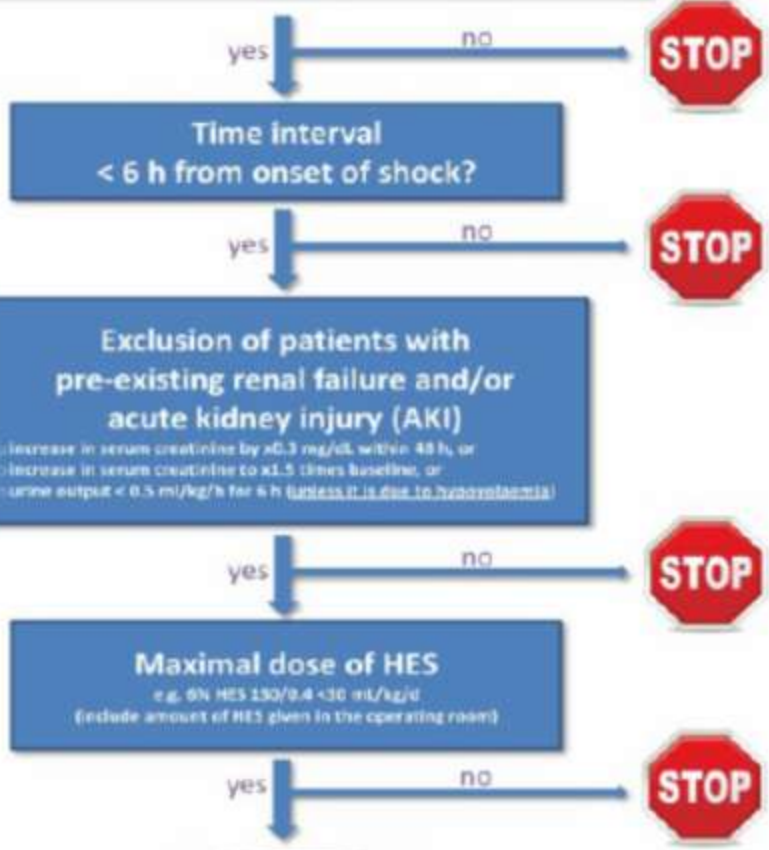 yes no STOP
Time interval
< 6 h from onset of shock?
yes no STOP
Exclusion of patients with
pre-existing renal failure and/or
acute kidney injury (AKI)
increase in serum creatinine by >0.3 mg/dL within 48 h, or
increase in serum creatinine to x1.5 times baseline, or
urine output < 0.5 ml/kg/h for 6 h (unless it is due to hypovolaemia)
yes no STOP
Maximal dose of HES
e.g. 6% HES 130/0.4 <30 mL/kg/d
(include amount of HES given in the operating room)
yes no STOP